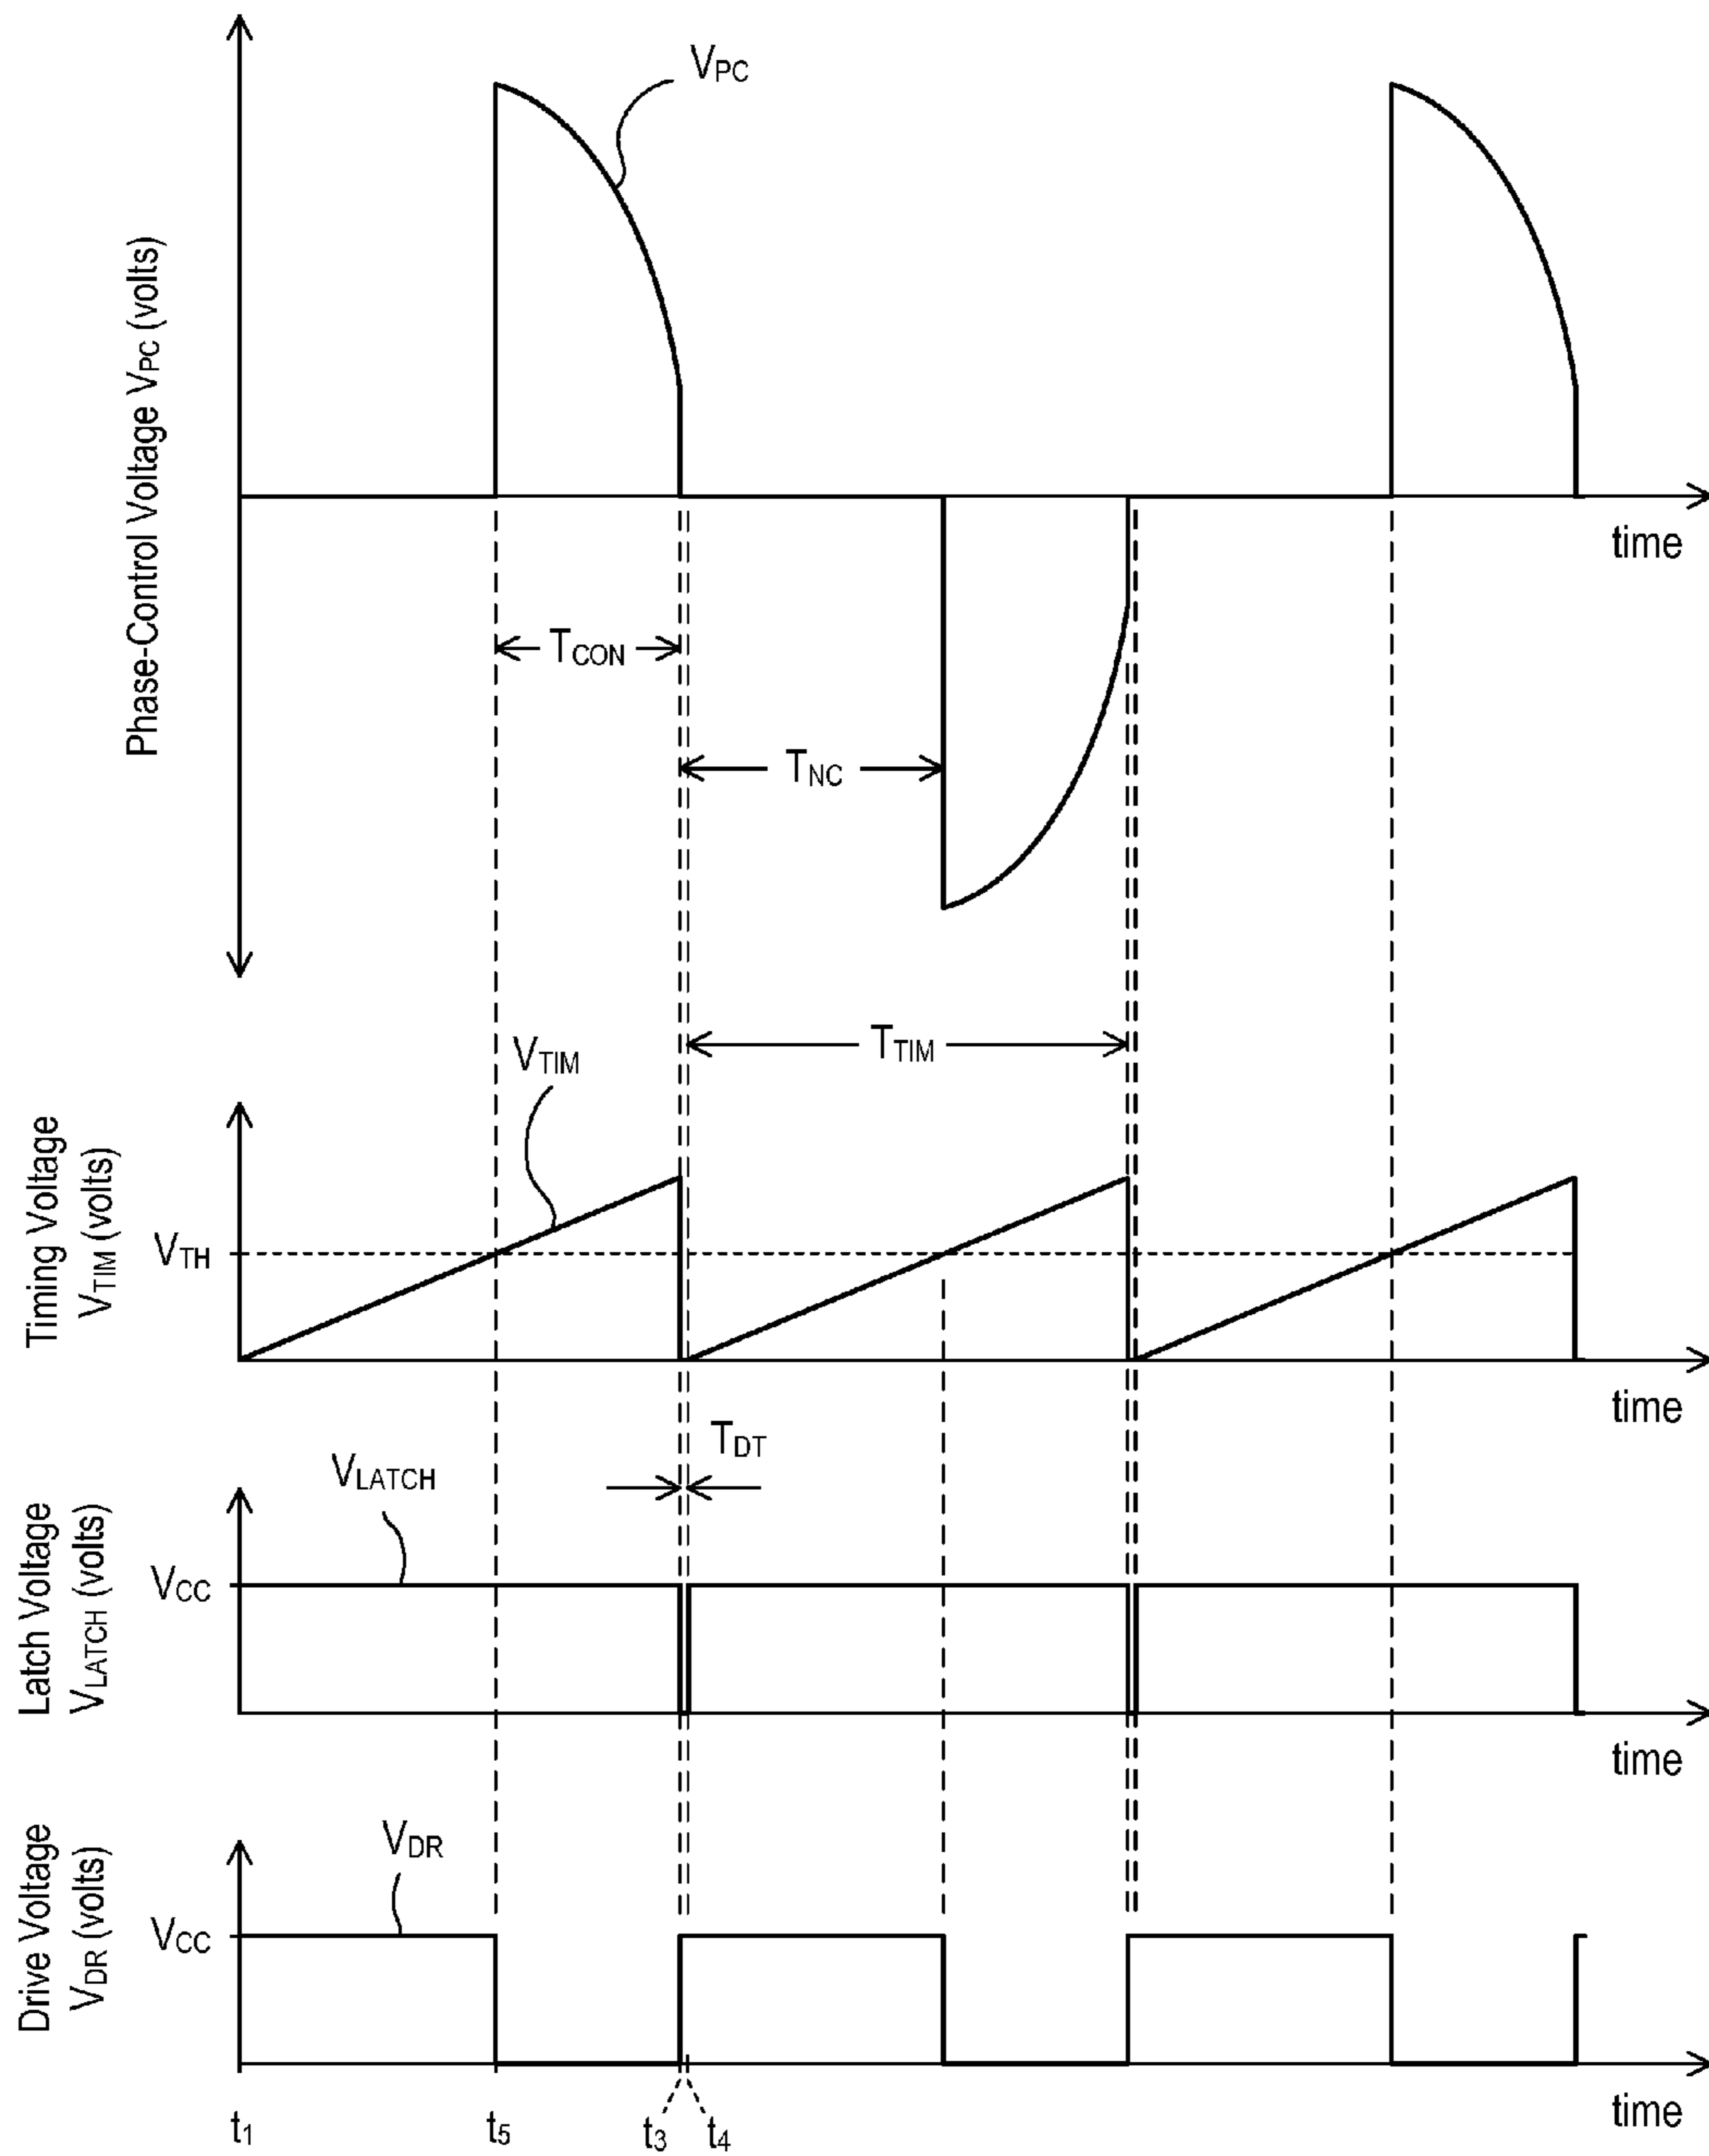 Phase-Control Voltage VPC (volts)
VPC
time
TCON
TNC
TTIM
Timing Voltage
VTIM (volts)
VTIM
VTH
time
TDT
Latch Voltage
VLATCH (volts)
VLATCH
VCC
time
Drive Voltage
VDR (volts)
VDR
VCC
time
t1
t5
t3
t4